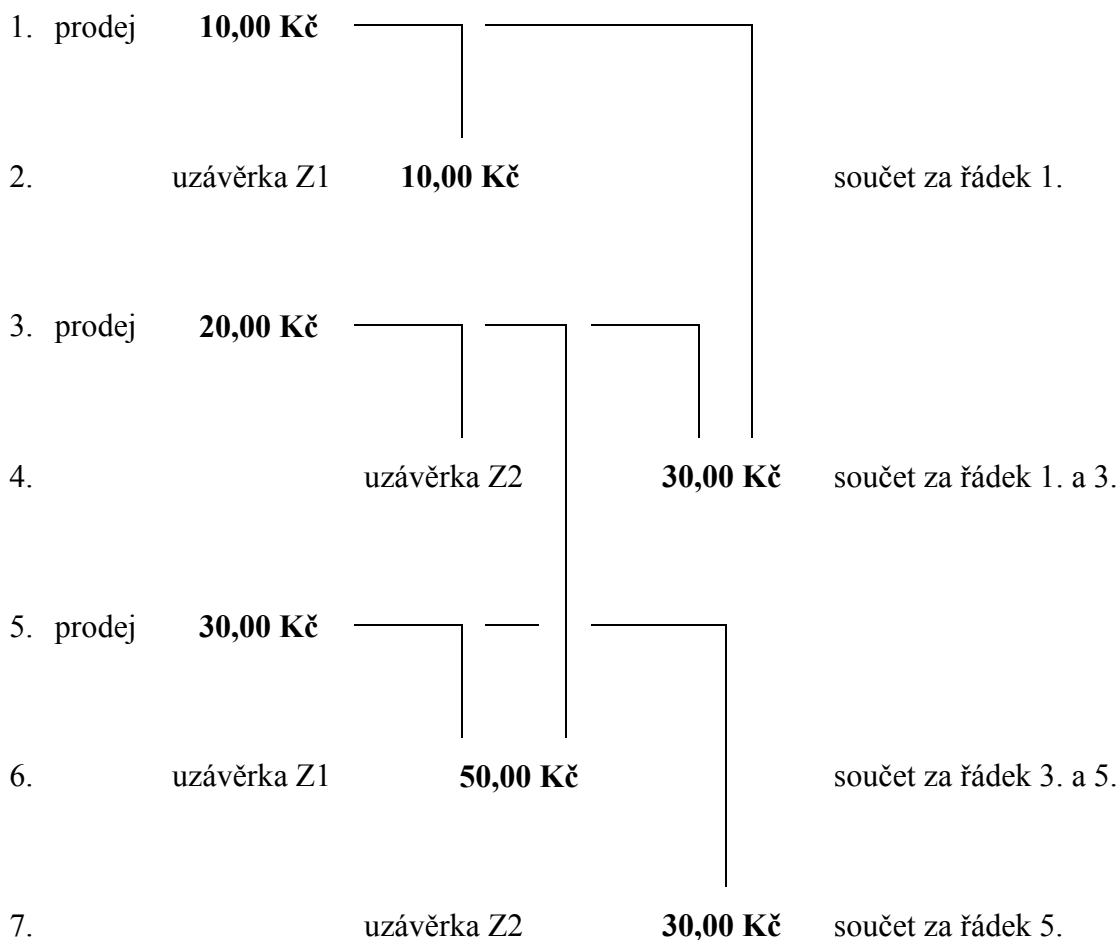 1. prodej 10,00 Kč
2. uzávěrka Z1 10,00 Kč součet za řádek 1.
3. prodej 20,00 Kč
4. uzávěrka Z2 30,00 Kč součet za řádek 1. a 3.
5. prodej 30,00 Kč
6. uzávěrka Z1 50,00 Kč součet za řádek 3. a 5.
7. uzávěrka Z2 30,00 Kč součet za řádek 5.